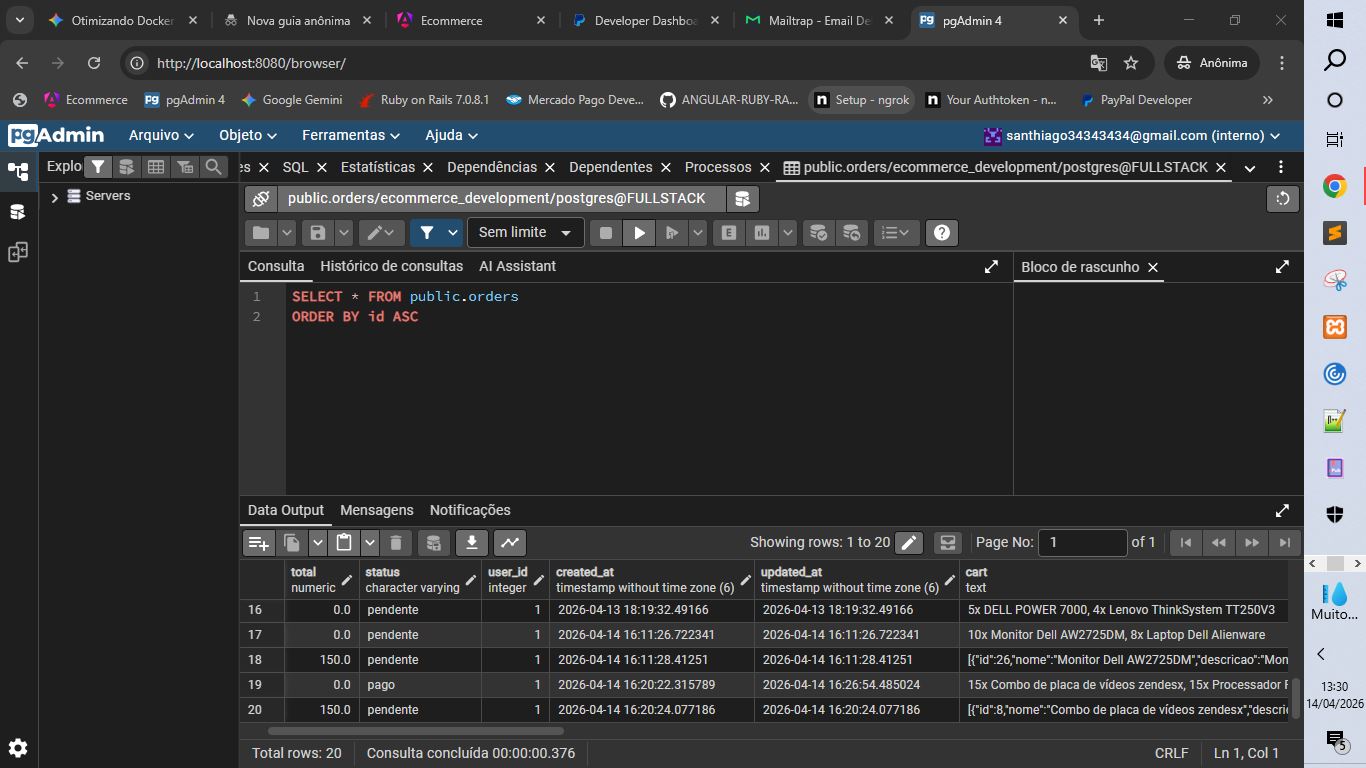 Otimizando Docker
Nova guia anônima
Ecommerce
Developer Dashboa
Mailtrap - Email De
pgAdmin 4
http://localhost:8080/browser/
Anônima
Ecommerce
pgAdmin 4
Google Gemini
Ruby on Rails 7.0.8.1
Mercado Pago Deve...
ANGULAR-RUBY-RA...
Setup - ngrok
Your Authtoken - n...
PayPal Developer
pgAdmin
Arquivo
Objeto
Ferramentas
Ajuda
santhiago34343434@gmail.com (interno)
Explo
es
SQL
Estatísticas
Dependências
Dependentes
Processos
public.orders/ecommerce_development/postgres@FULLSTACK
Servers
public.orders/ecommerce_development/postgres@FULLSTACK
Sem limite
Consulta
Histórico de consultas
AI Assistant
Bloco de rascunho
1 SELECT * FROM public.orders
2 ORDER BY id ASC
Data Output
Mensagens
Notificações
Showing rows: 1 to 20
Page No:
1
of 1
total status user_id created_at updated_at cart
numeric character varying integer timestamp without time zone (6) timestamp without time zone (6) text
16 0.0 pendente 1 2026-04-13 18:19:32.49166 2026-04-13 18:19:32.49166 5x DELL POWER 7000, 4x Lenovo ThinkSystem TT250V3
17 0.0 pendente 1 2026-04-14 16:11:26.722341 2026-04-14 16:11:26.722341 10x Monitor Dell AW2725DM, 8x Laptop Dell Alienware
18 150.0 pendente 1 2026-04-14 16:11:28.41251 2026-04-14 16:11:28.41251 [{"id":26,"nome":"Monitor Dell AW2725DM","descricao":"Mon
19 0.0 pago 1 2026-04-14 16:20:22.315789 2026-04-14 16:26:54.485024 15x Combo de placa de vídeos zendesx, 15x Processador
20 150.0 pendente 1 2026-04-14 16:20:24.077186 2026-04-14 16:20:24.077186 [{"id":8,"nome":"Combo de placa de vídeos zendesx","descri
Total rows: 20
Consulta concluída 00:00:00.376
CRLF
Ln 1, Col 1
Muito...
13:30
14/04/2026
5